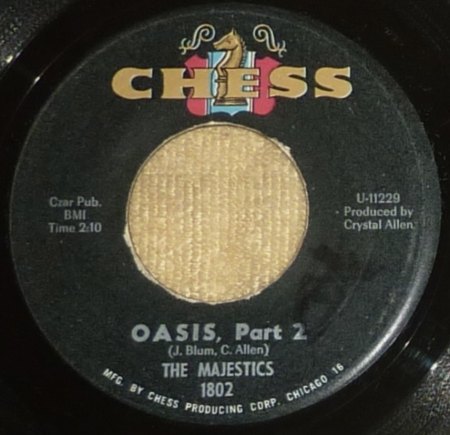 CHESS
Czar Pub.
BMI
Time 2:10
U-11229
Produced by
Crystal Allen
OASIS, Part 2
(J. Blum, C. Allen)
THE MAJESTICS
1802
MFG. BY CHESS PRODUCING CORP. CHICAGO 16